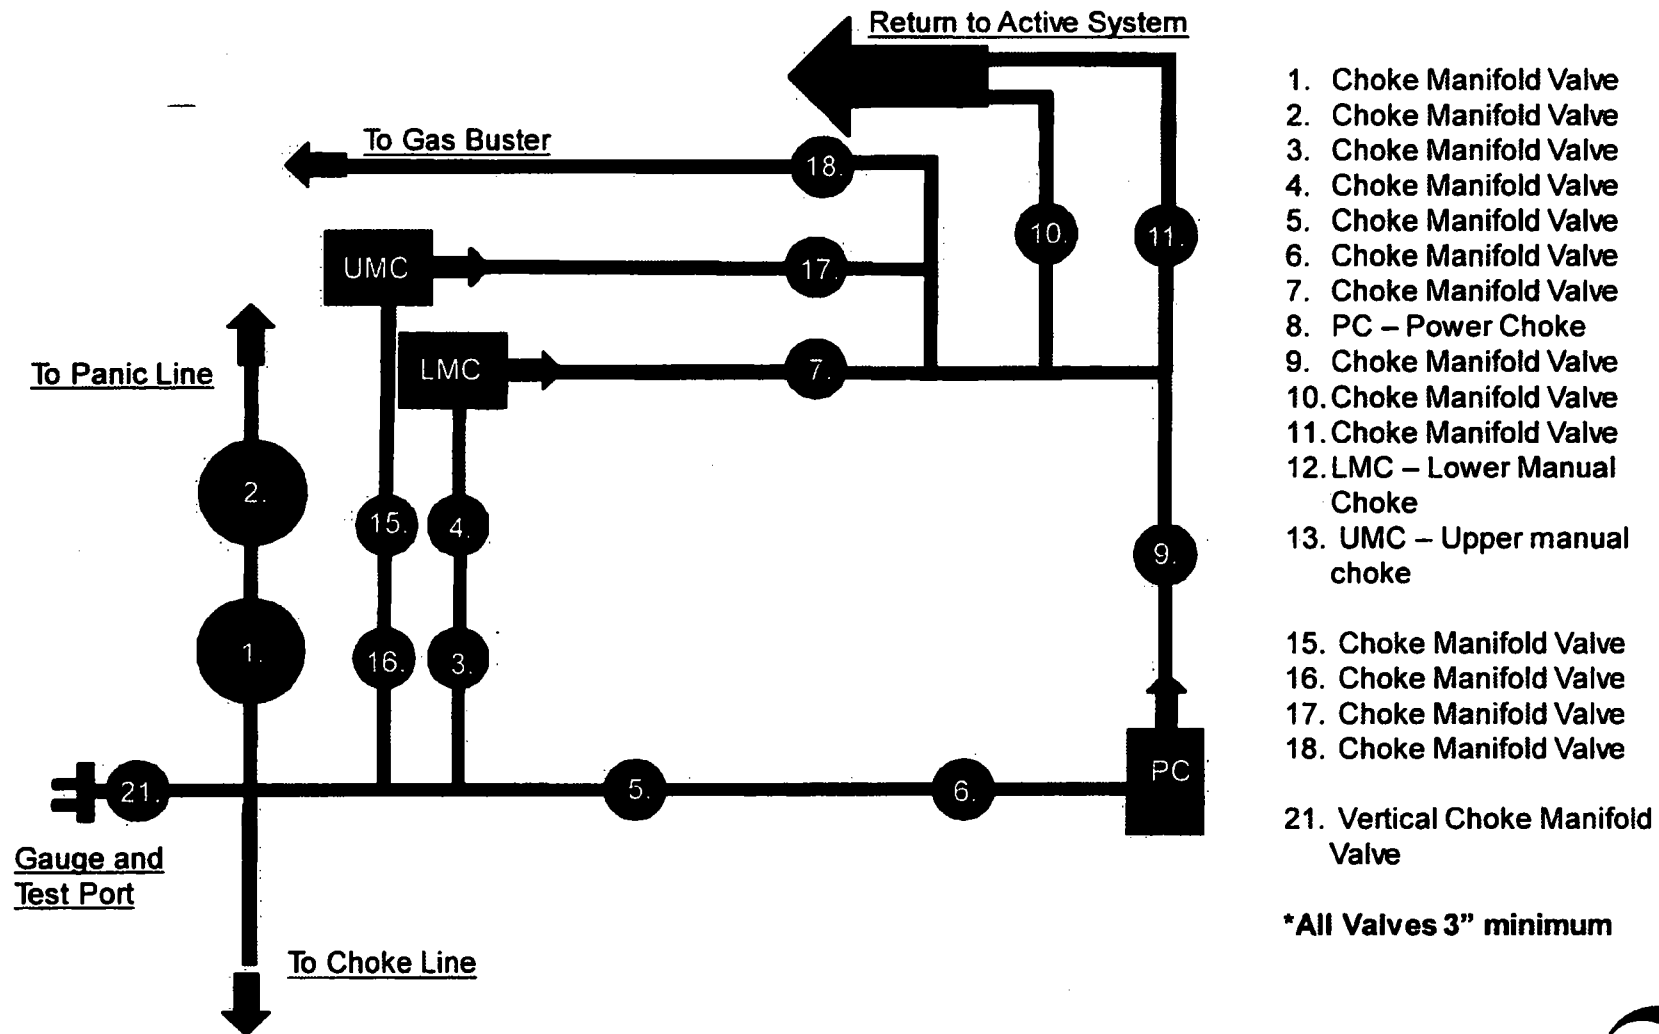 Return to Active System
To Gas Buster
18.
10.
11.
UMC
17.
LMC
7.
To Panic Line
2.
15.
4.
9.
1.
16.
3.
21.
5.
6.
PC
Gauge and
Test Port
To Choke Line
1. Choke Manifold Valve
2. Choke Manifold Valve
3. Choke Manifold Valve
4. Choke Manifold Valve
5. Choke Manifold Valve
6. Choke Manifold Valve
7. Choke Manifold Valve
8. PC – Power Choke
9. Choke Manifold Valve
10. Choke Manifold Valve
11. Choke Manifold Valve
12. LMC – Lower Manual
Choke
13. UMC – Upper manual
choke
15. Choke Manifold Valve
16. Choke Manifold Valve
17. Choke Manifold Valve
18. Choke Manifold Valve
21. Vertical Choke Manifold
Valve
*All Valves 3" minimum